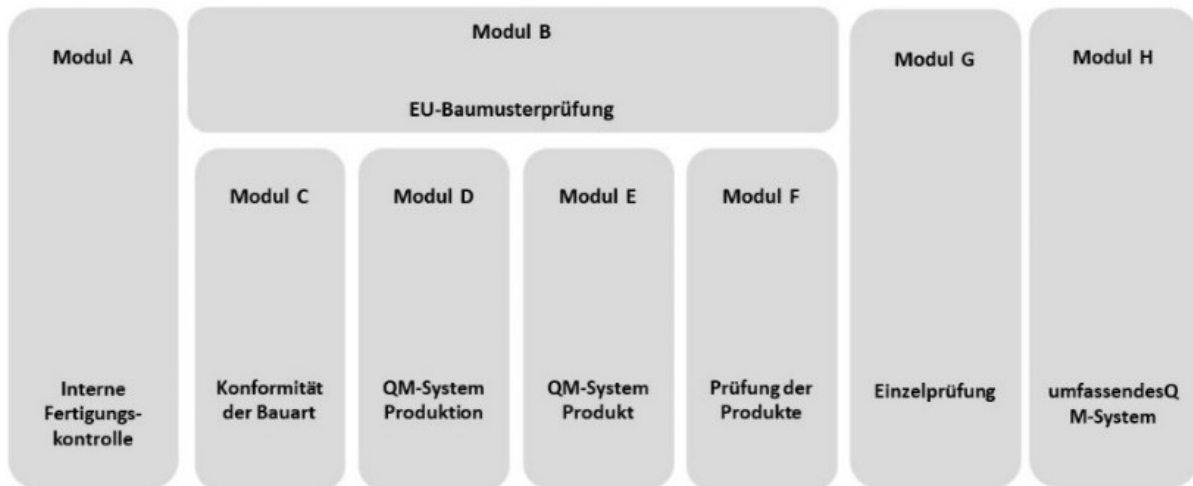 Modul A
Interne
Fertigungs-
kontrolle
Modul B
EU-Baumusterprüfung
Modul C
Konformität
der Bauart
Modul D
QM-System
Produktion
Modul E
QM-System
Produkt
Modul F
Prüfung der
Produkte
Modul G
Einzelprüfung
Modul H
umfassendesQ
M-System